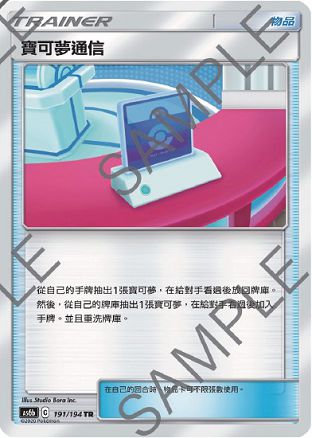 TRAINER
物品
寶可夢通信
SAMPLE
SAMPLE
SAMPLE
從自己的手牌抽出1張寶可夢，在給對手看過後放回牌庫。
然後，從自己的牌庫抽出1張寶可夢，在給對手看過後加入
手牌。並且重洗牌庫。
在自己的回合時，物品卡可不限張數使用。
Illus. Studio Bora Inc.
G 191/194 TR
©2020 Pokémon